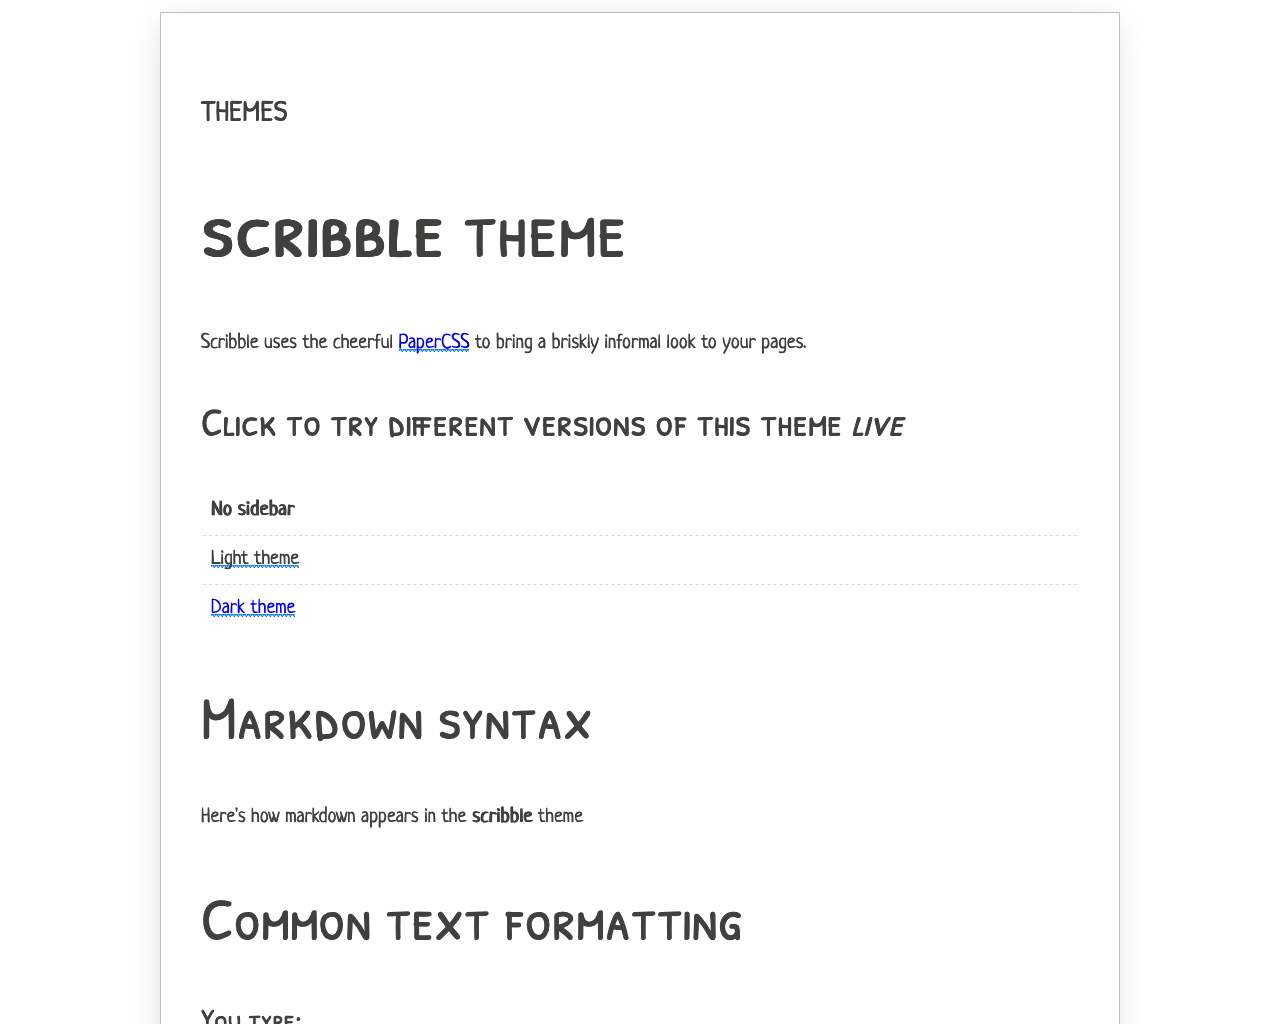 THEMES
SCRIBBLE THEME
Scribble uses the cheerful PaperCSS to bring a briskly informal look to your pages.
Click to try different versions of this theme live
No sidebar
Light theme
Dark theme
Markdown syntax
Here's how markdown appears in the scribble theme
Common text formatting
You type: